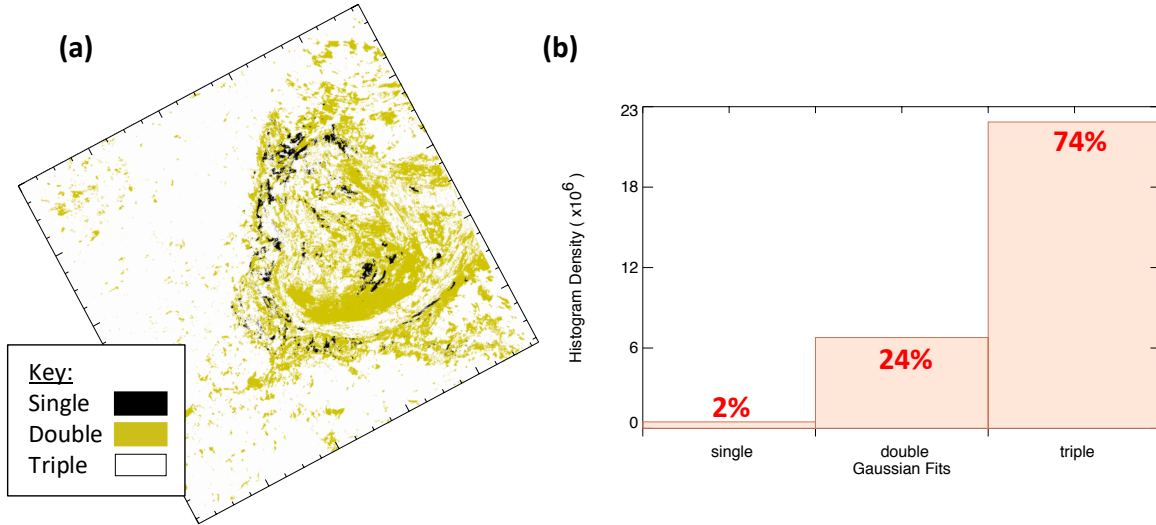 (a)
Key:
Single
Double
Triple
(b)
Histogram Density ( x10⁶)
23
18
12
6
0
2%
24%
74%
single
double
triple
Gaussian Fits